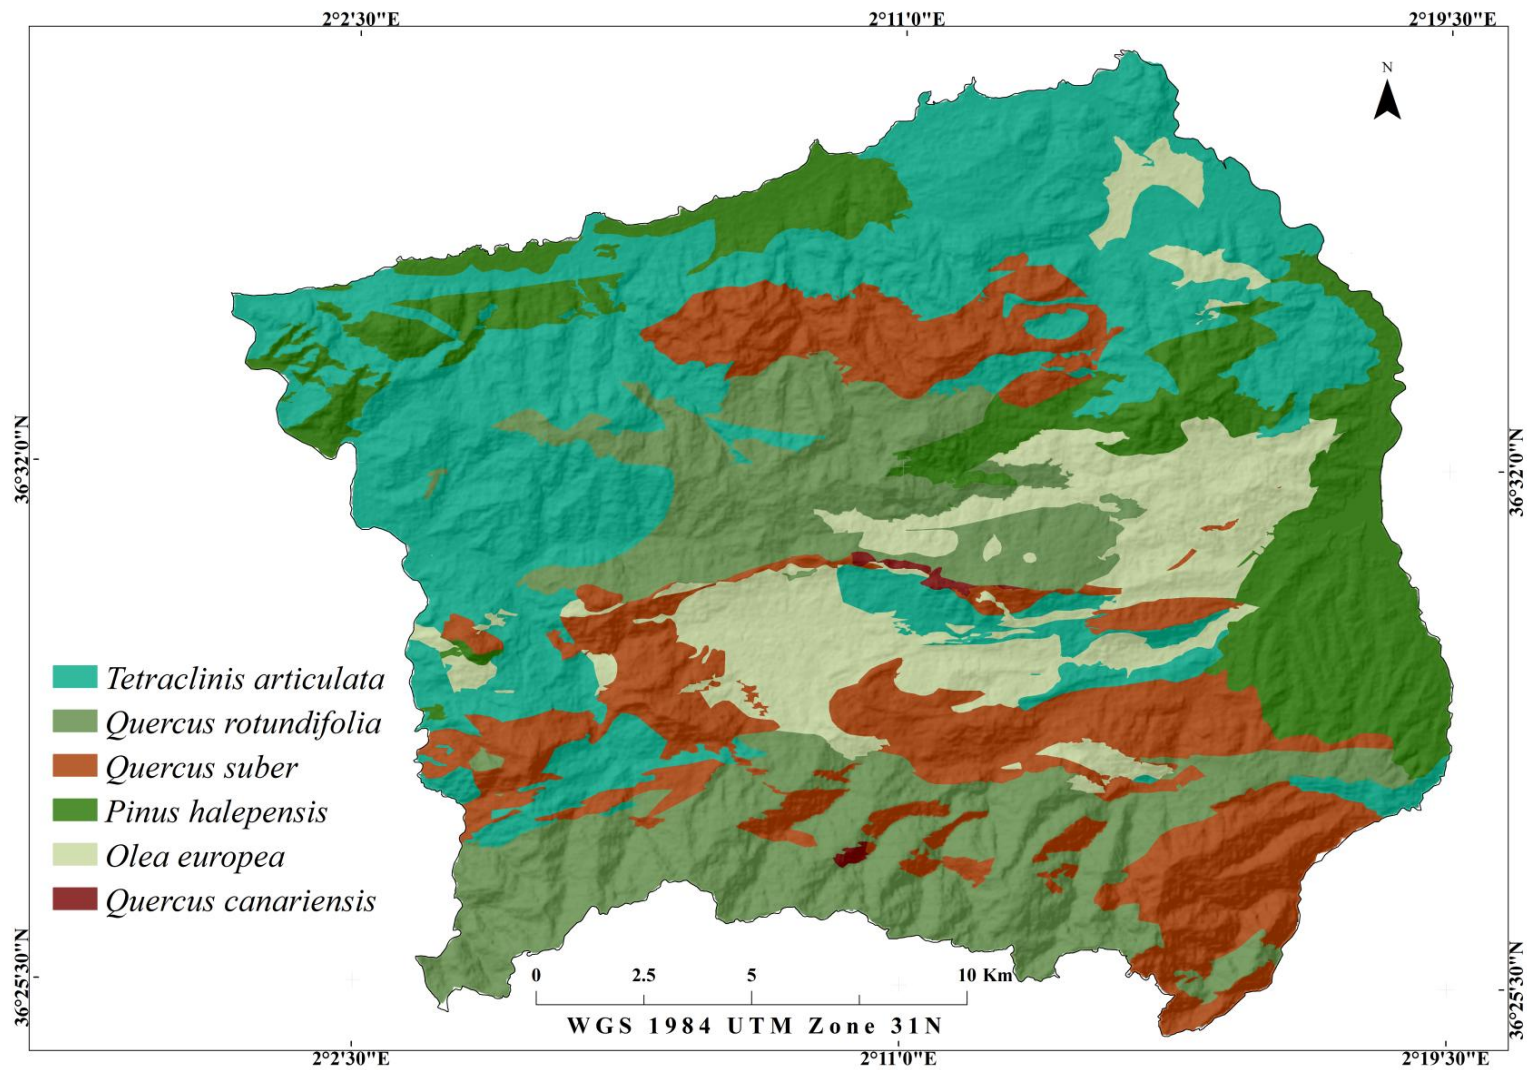 2°2'30"E 2°11'0"E 2°19'30"E
N
36°32'0"N 36°32'0"N
Tetraclinis articulata
Quercus rotundifolia
Quercus suber
Pinus halepensis
Olea europea
Quercus canariensis
36°25'30"N 36°25'30"N
0 2.5 5 10 Km
WGS 1984 UTM Zone 31N
2°2'30"E 2°11'0"E 2°19'30"E